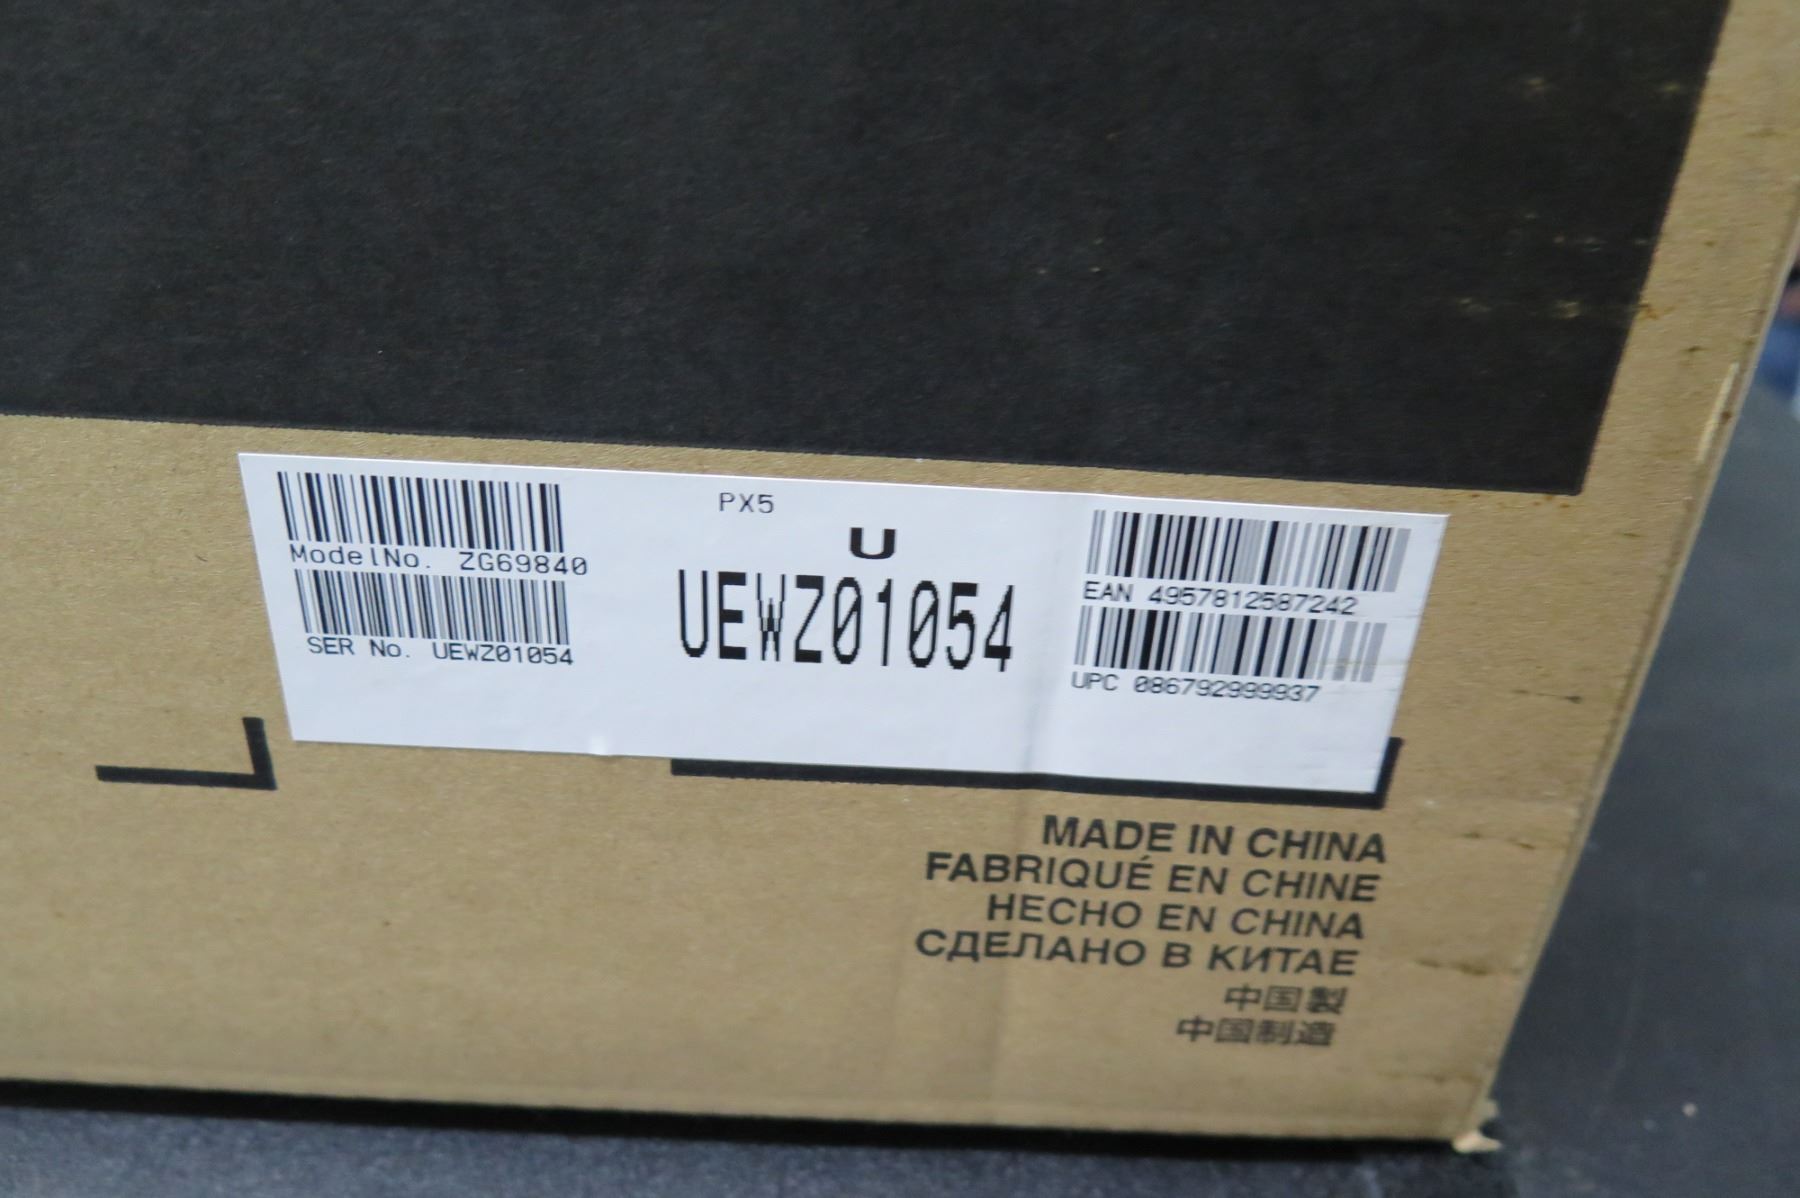 PX5
U
UEWZ01054
ModelNo. ZG69840
SER No. UEWZ01054
EAN 4957812587242
UPC 086792999937
MADE IN CHINA
FABRIQUÉ EN CHINE
HECHO EN CHINA
СДЕЛАНО В КИТАЕ
中国製
中国制造